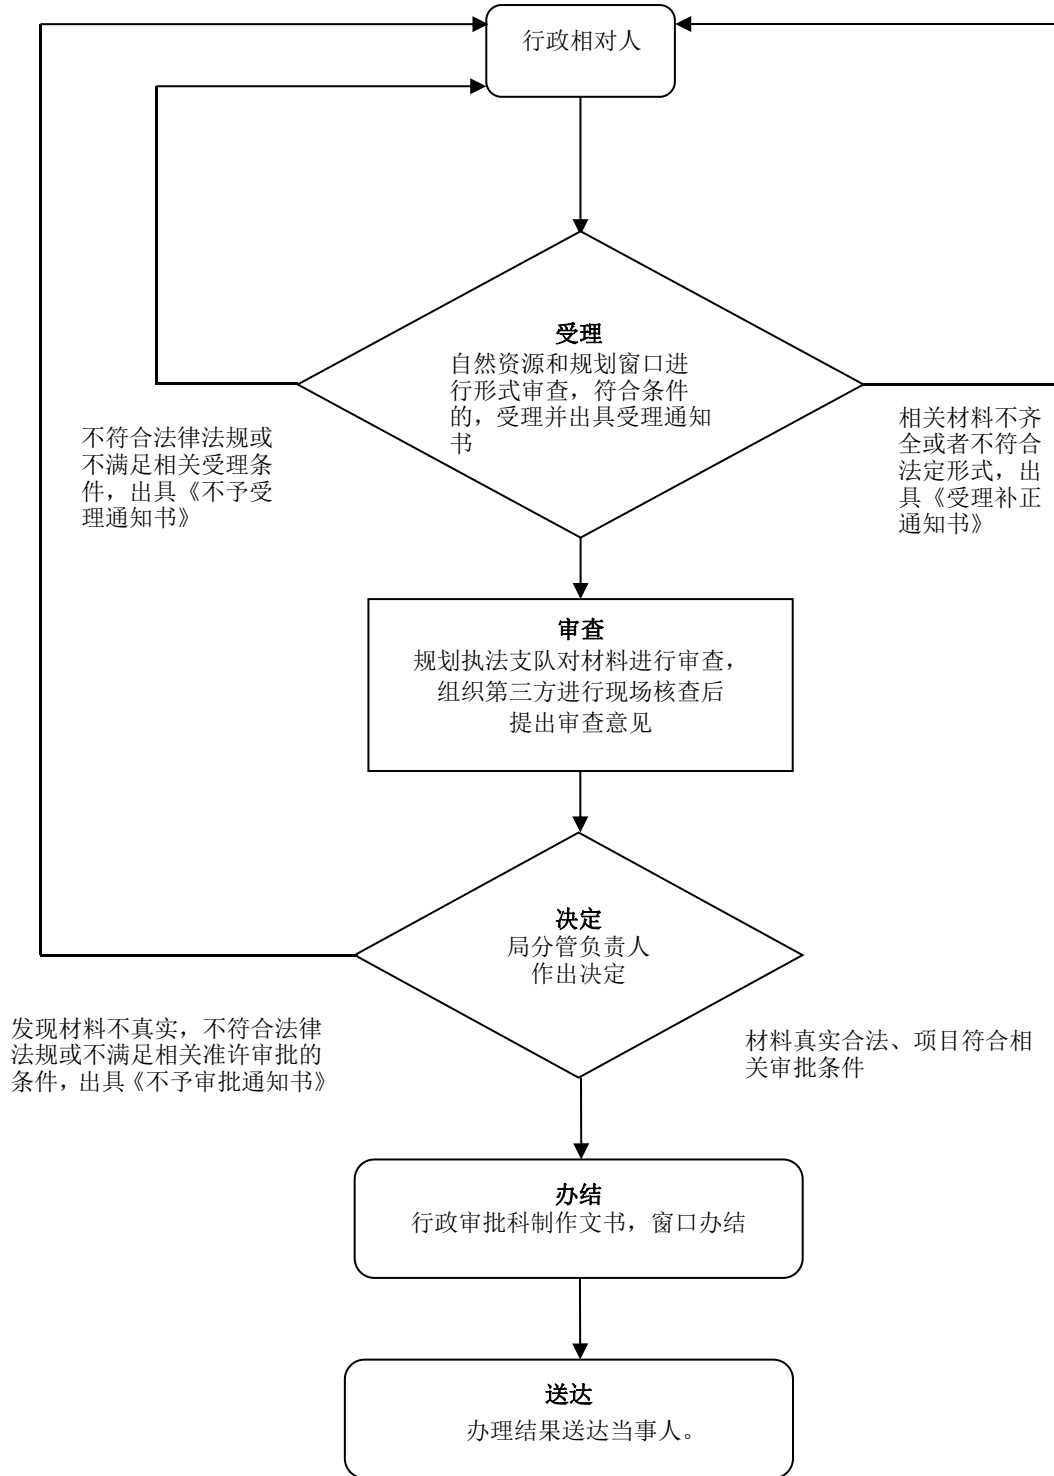 行政相对人
受理
自然资源和规划窗口进
行形式审查，符合条件
的，受理并出具受理通知
书
不符合法律法规或
不满足相关受理条
件，出具《不予受
理通知书》
相关材料不齐
全或者不符合
法定形式，出
具《受理补正
通知书》
审查
规划执法支队对材料进行审查，
组织第三方进行现场核查后
提出审查意见
决定
局分管负责人
作出决定
发现材料不真实，不符合法律
法规或不满足相关准许审批的
条件，出具《不予审批通知书》
材料真实合法、项目符合相
关审批条件
办结
行政审批科制作文书，窗口办结
送达
办理结果送达当事人。